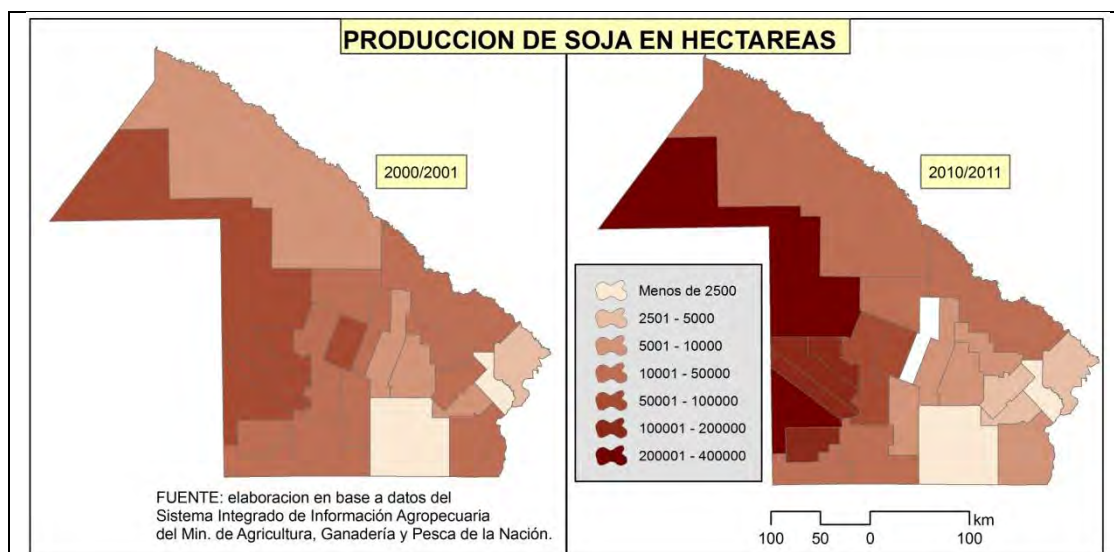 PRODUCCION DE SOJA EN HECTAREAS
2000/2001
2010/2011
Menos de 2500
2501 - 5000
5001 - 10000
10001 - 50000
50001 - 100000
100001 - 200000
200001 - 400000
FUENTE: elaboracion en base a datos del
Sistema Integrado de Información Agropecuaria
del Min. de Agricultura, Ganadería y Pesca de la Nación.
km
100 50 0 100